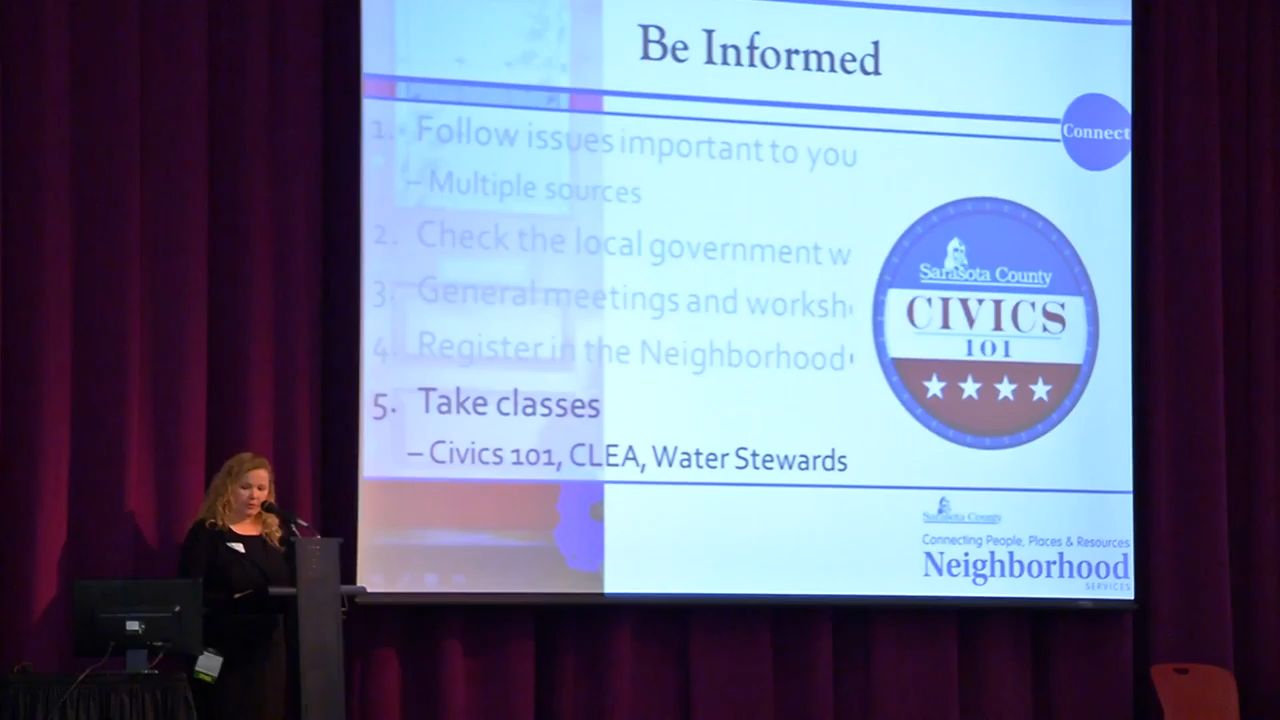 Be Informed
Connect
1. Follow issues important to you
– Multiple sources
2. Check the local government w
3. General meetings and worksh
4. Register in the Neighborhood
5. Take classes
– Civics 101, CLEA, Water Stewards
Sarasota County
CIVICS
101
Sarasota County
Connecting People, Places & Resources
Neighborhood
SERVICES